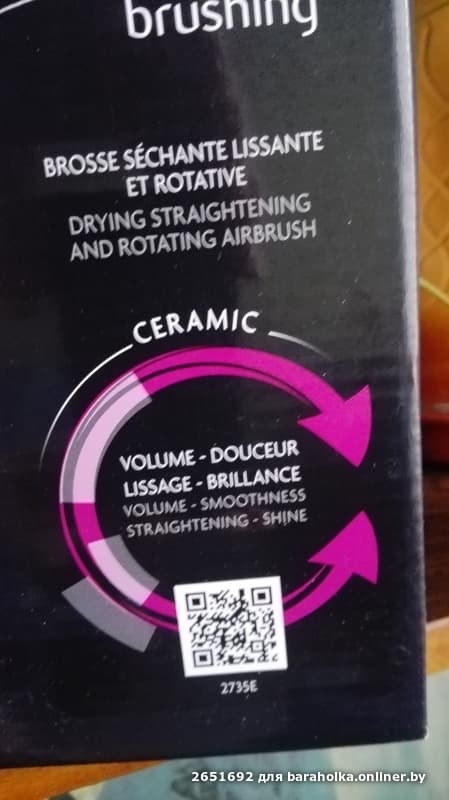 brushing
BROSSE SÉCHANTE LISSANTE
ET ROTATIVE
DRYING STRAIGHTENING
AND ROTATING AIRBRUSH
CERAMIC
VOLUME - DOUCEUR
LISSAGE - BRILLANCE
VOLUME - SMOOTHNESS
STRAIGHTENING - SHINE
2735E
2651692 для baraholka.onliner.by